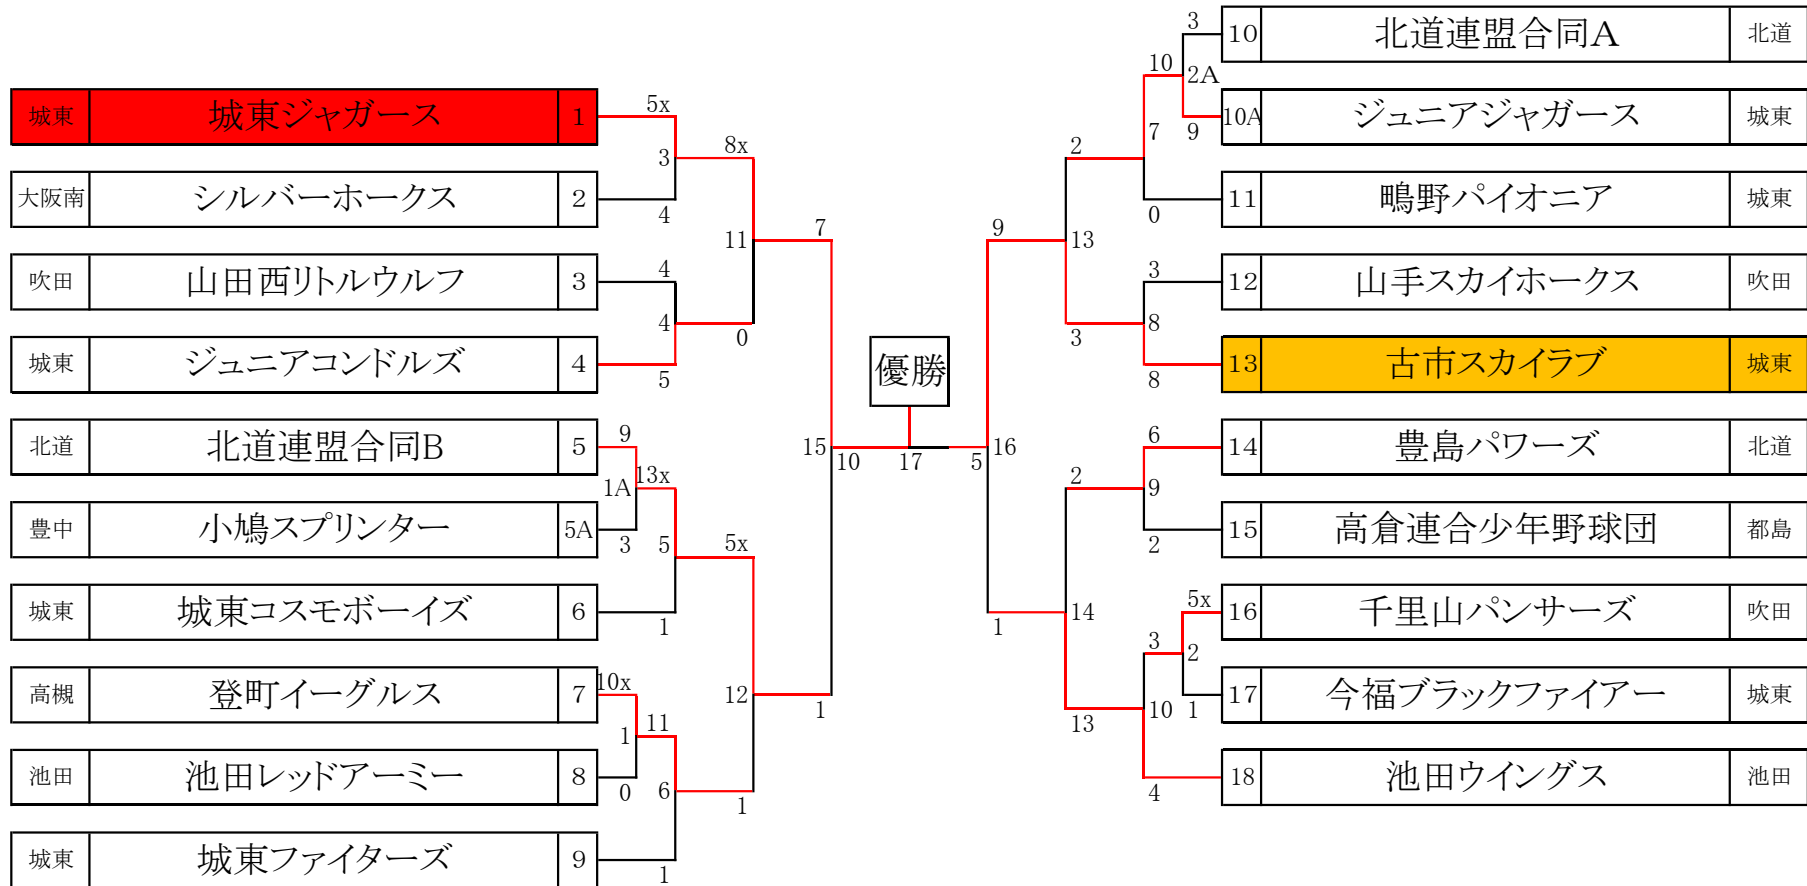 城東 城東ジャガース 1
大阪南 シルバーホークス 2
吹田 山田西リトルウルフ 3
城東 ジュニアコンドルズ 4
北道 北道連盟合同B 5
豊中 小鳩スプリンター 5A
城東 城東コスモボーイズ 6
高槻 登町イーグルス 7
池田 池田レッドアーミー 8
城東 城東ファイターズ 9
5x
3
4
8x
4
4
5
11
0
7
9
1A
3
13x
5
1
5x
10x
1
0
11
6
1
12
1
1
15
10
優勝
17
5
16
9
1
2
13
3
10
7
0
3
2A
9
3
8
8
2
14
13
6
9
2
3
10
4
5x
2
1
10 北道連盟合同A 北道
10A ジュニアジャガース 城東
11 鴫野パイオニア 城東
12 山手スカイホークス 吹田
13 古市スカイラブ 城東
14 豊島パワーズ 北道
15 高倉連合少年野球団 都島
16 千里山パンサーズ 吹田
17 今福ブラックファイアー 城東
18 池田ウイングス 池田